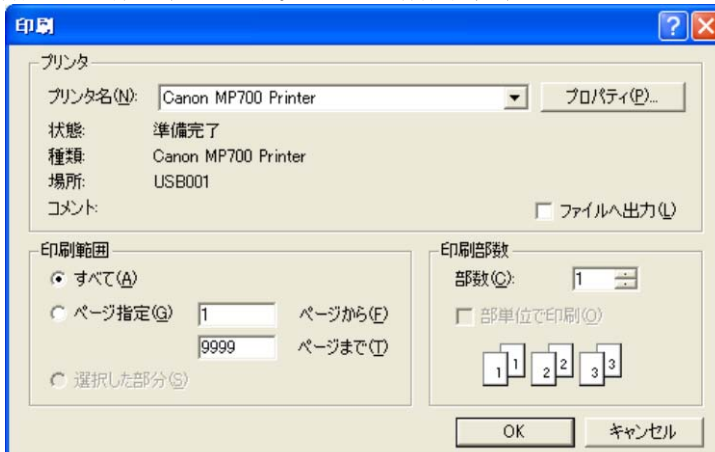 印刷
プリンタ
プリンタ名(N): Canon MP700 Printer プロパティ(P)...
状態: 準備完了
種類: Canon MP700 Printer
場所: USB001
コメント: ファイルへ出力(L)
印刷範囲
すべて(A)
ページ指定(G) 1 ページから(F)
9999 ページまで(T)
選択した部分(S)
印刷部数
部数(C): 1
部単位で印刷(O)
1 1 2 2 3 3
OK キャンセル